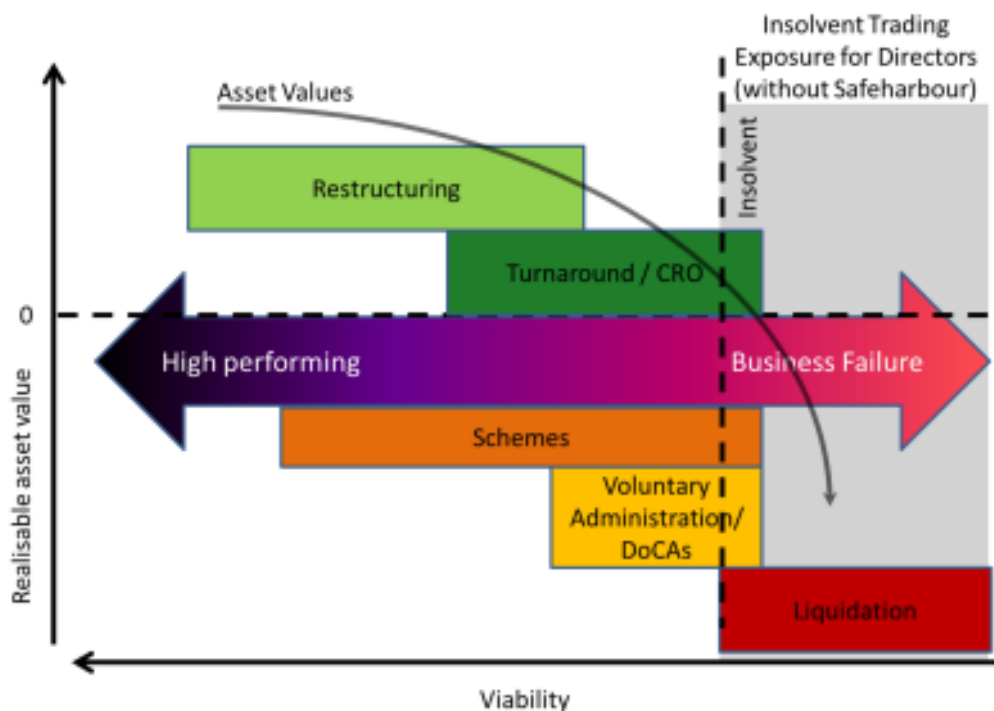 Insolvent Trading
Exposure for Directors
(without Safeharbour)
Asset Values
Insolvent
Restructuring
Turnaround / CRO
0
High performing
Business Failure
Schemes
Voluntary
Administration/
DoCAs
Liquidation
Realisable asset value
Viability